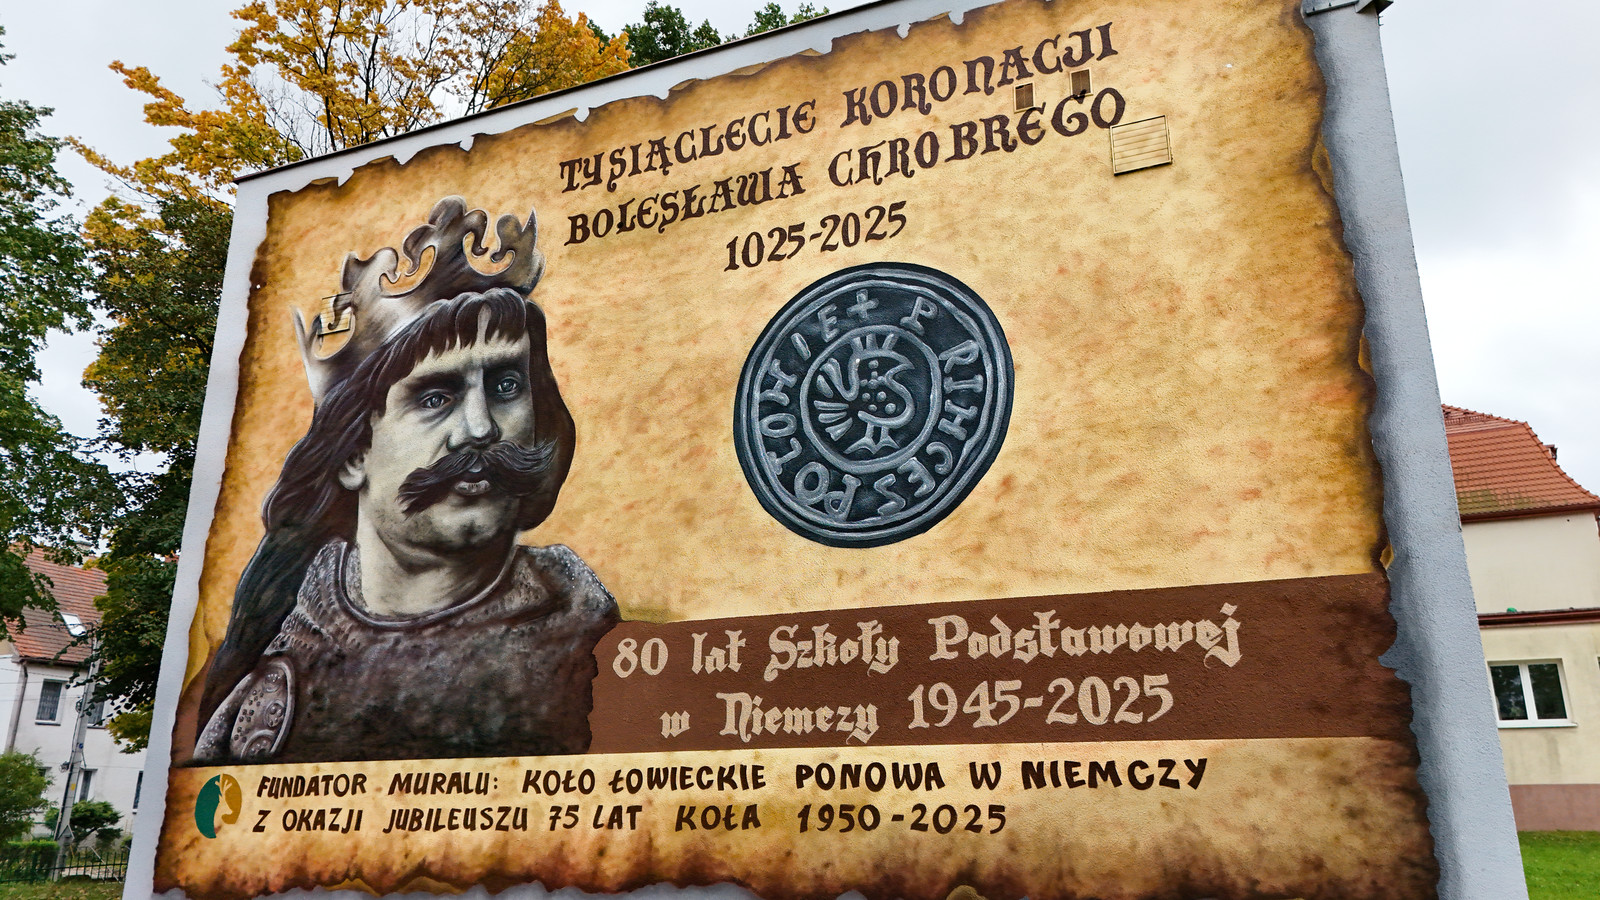 TYSIĄCLECIE KORONACJI
BOLESŁAWA CHROBREGO
1025-2025
+ PRINCES POLONIE
80 lat Szkoły Podstawowej
w Niemczy 1945-2025
FUNDATOR MURALU: KOŁO ŁOWIECKIE PONOWA W NIEMCZY
Z OKAZJI JUBILEUSZU 75 LAT KOŁA 1950-2025